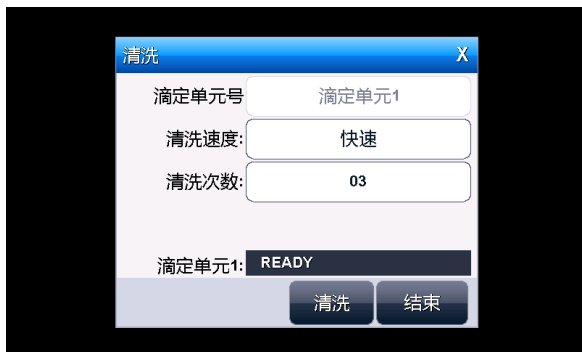 清洗 X
滴定单元号 滴定单元1
清洗速度: 快速
清洗次数: 03
滴定单元1: READY
清洗 结束